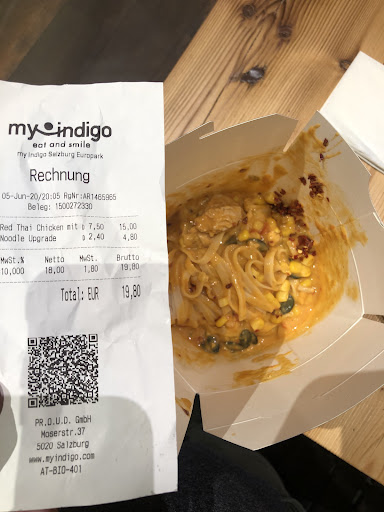 my indigo
eat and smile
my Indigo Salzburg Europark
Rechnung
05-Jun-20/20:05 RgNr:AR1465965
Beleg: 1500272330
Red Thai Chicken mit à 7,50 15,00
Noodle Upgrade à 2,40 4,80
MwSt.% Netto MwSt. Brutto
10,000 18,00 1,80 19,80
Total: EUR 19,80
PR.O.U.D. GmbH
Moserstr.37
5020 Salzburg
www.myindigo.com
AT-BIO-401